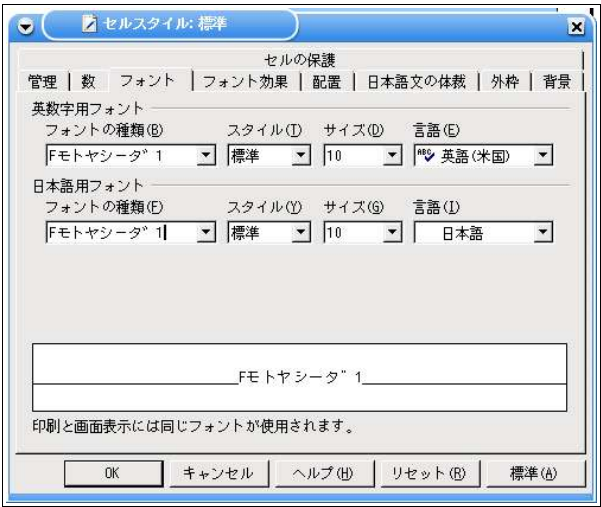 セルスタイル: 標準
セルの保護
管理 数 フォント フォント効果 配置 日本語文の体裁 外枠 背景
英数字用フォント
フォントの種類(B) スタイル(T) サイズ(D) 言語(E)
Fモトヤシータ゛1 標準 10 ABC 英語(米国)
日本語用フォント
フォントの種類(F) スタイル(Y) サイズ(G) 言語(I)
Fモトヤシータ゛1 標準 10 日本語
Fモトヤシータ゛1
印刷と画面表示には同じフォントが使用されます。
OK キャンセル ヘルプ(H) リセット(R) 標準(A)